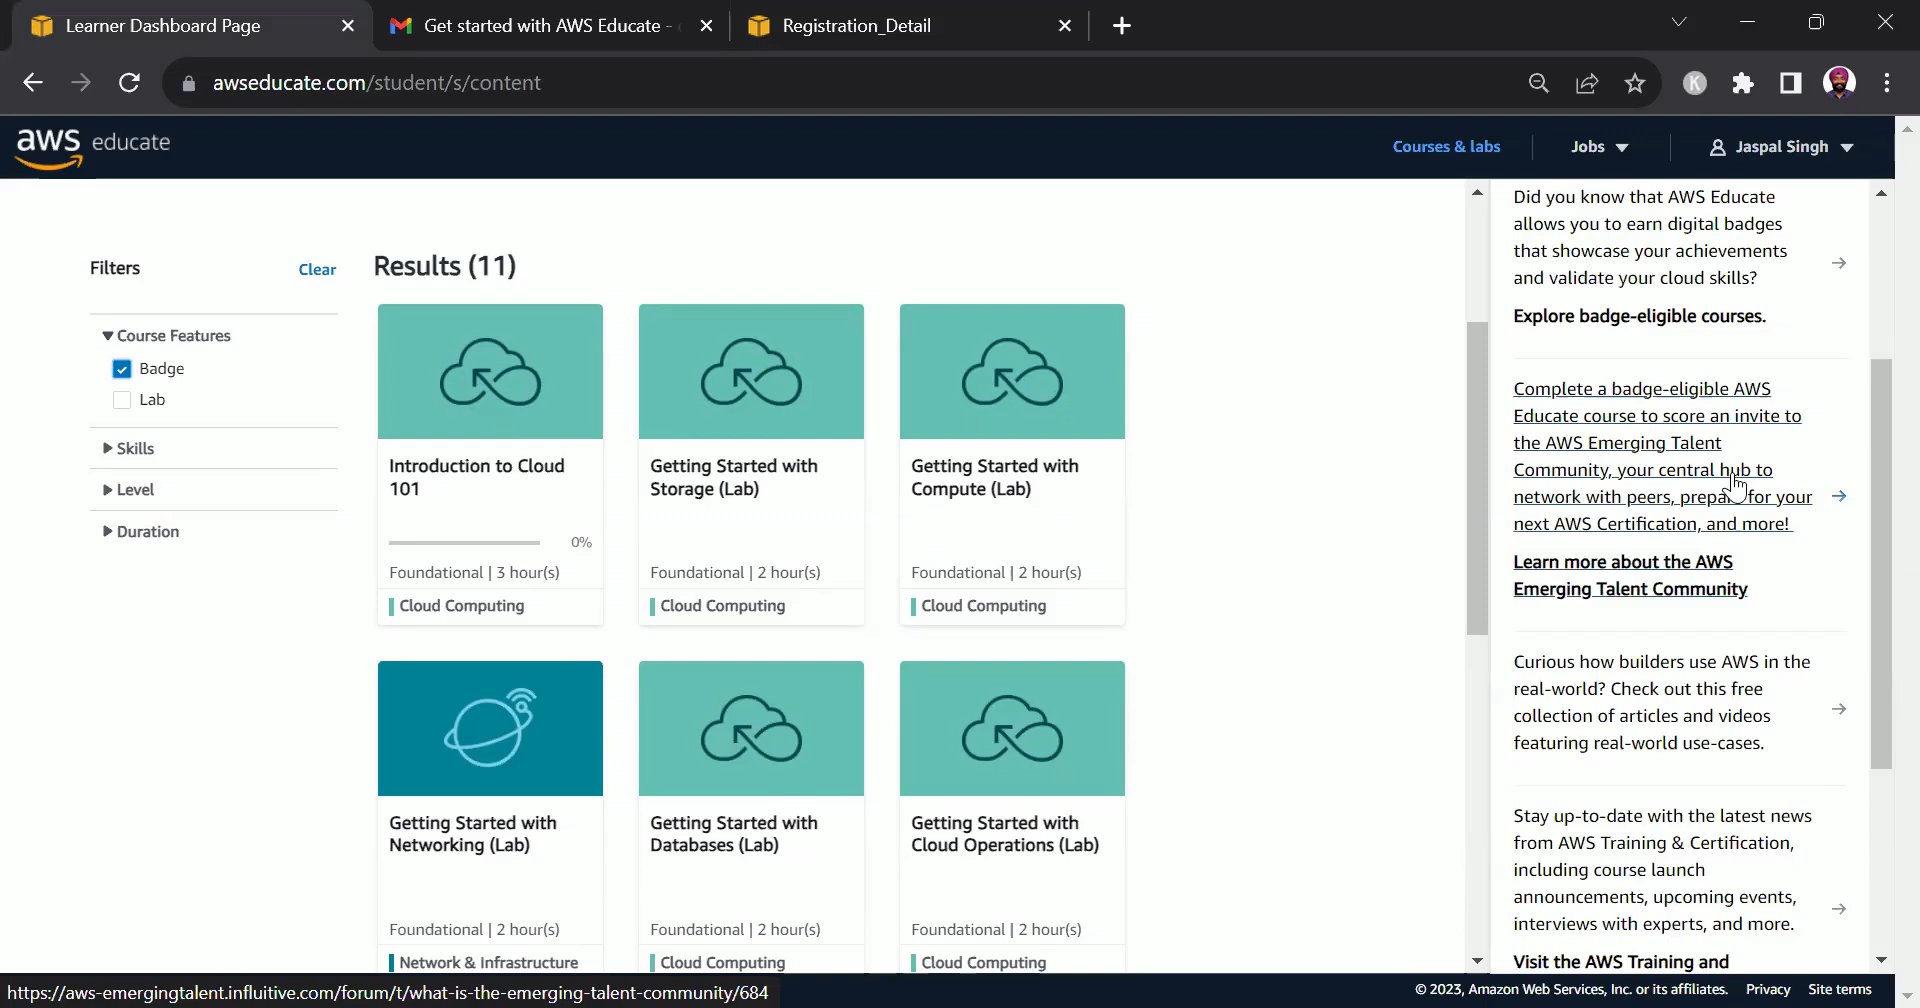 Learner Dashboard Page
Get started with AWS Educate -
Registration_Detail
awseducate.com/student/s/content
K
aws educate
Courses & labs
Jobs
Jaspal Singh
Filters
Clear
Course Features
Badge
Lab
Skills
Level
Duration
Results (11)
Introduction to Cloud
101
0%
Foundational | 3 hour(s)
Cloud Computing
Getting Started with
Storage (Lab)
Foundational | 2 hour(s)
Cloud Computing
Getting Started with
Compute (Lab)
Foundational | 2 hour(s)
Cloud Computing
Getting Started with
Networking (Lab)
Foundational | 2 hour(s)
Network & Infrastructure
Getting Started with
Databases (Lab)
Foundational | 2 hour(s)
Cloud Computing
Getting Started with
Cloud Operations (Lab)
Foundational | 2 hour(s)
Cloud Computing
Did you know that AWS Educate
allows you to earn digital badges
that showcase your achievements
and validate your cloud skills?
Explore badge-eligible courses.
Complete a badge-eligible AWS
Educate course to score an invite to
the AWS Emerging Talent
Community, your central hub to
network with peers, prepare for your
next AWS Certification, and more!
Learn more about the AWS
Emerging Talent Community
Curious how builders use AWS in the
real-world? Check out this free
collection of articles and videos
featuring real-world use-cases.
Stay up-to-date with the latest news
from AWS Training & Certification,
including course launch
announcements, upcoming events,
interviews with experts, and more.
Visit the AWS Training and
https://aws-emergingtalent.influitive.com/forum/t/what-is-the-emerging-talent-community/684
© 2023, Amazon Web Services, Inc. or its affiliates. Privacy Site terms